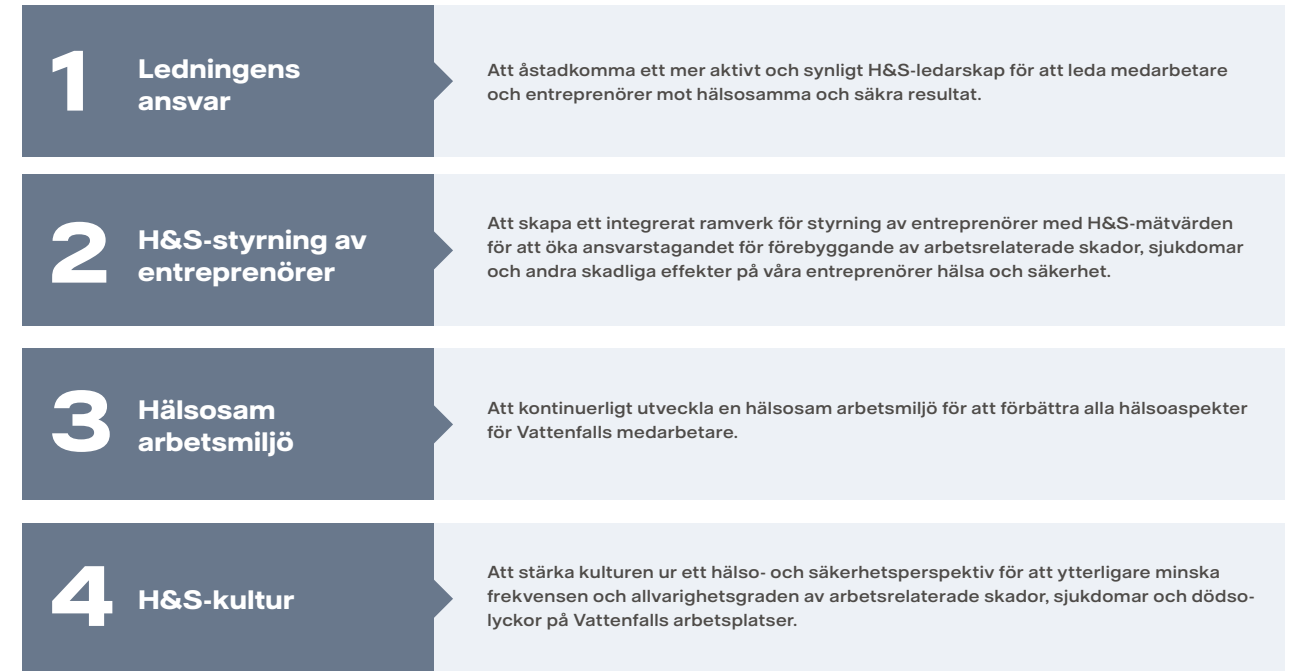 1
Ledningens
ansvar
Att åstadkomma ett mer aktivt och synligt H&S-ledarskap för att leda medarbetare
och entreprenörer mot hälsosamma och säkra resultat.
2
H&S-styrning av
entreprenörer
Att skapa ett integrerat ramverk för styrning av entreprenörer med H&S-mätvärden
för att öka ansvarstagandet för förebyggande av arbetsrelaterade skador, sjukdomar
och andra skadliga effekter på våra entreprenörer hälsa och säkerhet.
3
Hälsosam
arbetsmiljö
Att kontinuerligt utveckla en hälsosam arbetsmiljö för att förbättra alla hälsoaspekter
för Vattenfalls medarbetare.
4
H&S-kultur
Att stärka kulturen ur ett hälso- och säkerhetsperspektiv för att ytterligare minska
frekvensen och allvarighetsgraden av arbetsrelaterade skador, sjukdomar och dödso-
lyckor på Vattenfalls arbetsplatser.